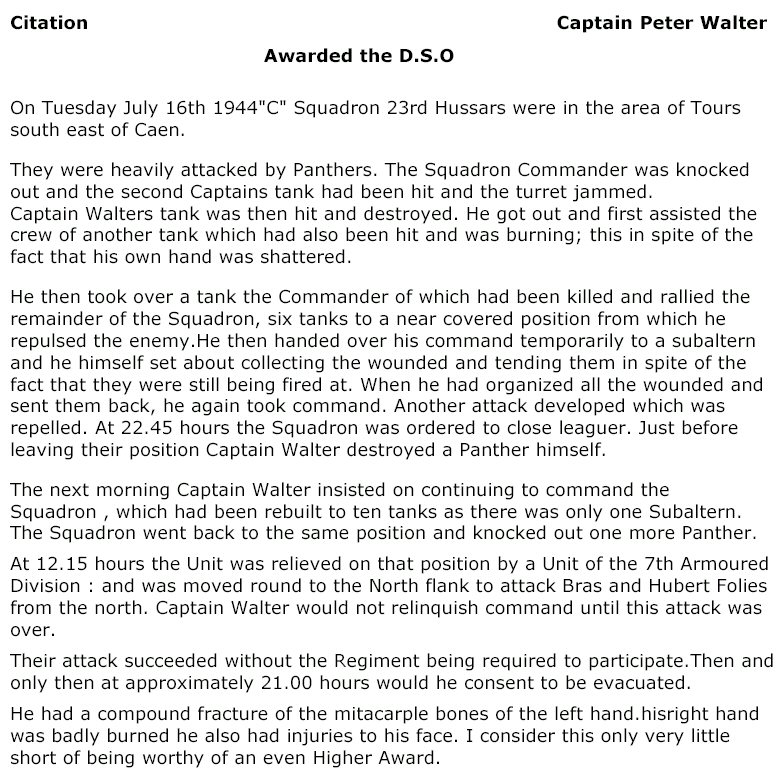 Citation Captain Peter Walter
Awarded the D.S.O
On Tuesday July 16th 1944"C" Squadron 23rd Hussars were in the area of Tours
south east of Caen.
They were heavily attacked by Panthers. The Squadron Commander was knocked
out and the second Captains tank had been hit and the turret jammed.
Captain Walters tank was then hit and destroyed. He got out and first assisted the
crew of another tank which had also been hit and was burning; this in spite of the
fact that his own hand was shattered.
He then took over a tank the Commander of which had been killed and rallied the
remainder of the Squadron, six tanks to a near covered position from which he
repulsed the enemy.He then handed over his command temporarily to a subaltern
and he himself set about collecting the wounded and tending them in spite of the
fact that they were still being fired at. When he had organized all the wounded and
sent them back, he again took command. Another attack developed which was
repelled. At 22.45 hours the Squadron was ordered to close leaguer. Just before
leaving their position Captain Walter destroyed a Panther himself.
The next morning Captain Walter insisted on continuing to command the
Squadron , which had been rebuilt to ten tanks as there was only one Subaltern.
The Squadron went back to the same position and knocked out one more Panther.
At 12.15 hours the Unit was relieved on that position by a Unit of the 7th Armoured
Division : and was moved round to the North flank to attack Bras and Hubert Folies
from the north. Captain Walter would not relinquish command until this attack was
over.
Their attack succeeded without the Regiment being required to participate.Then and
only then at approximately 21.00 hours would he consent to be evacuated.
He had a compound fracture of the mitacarple bones of the left hand.hisright hand
was badly burned he also had injuries to his face. I consider this only very little
short of being worthy of an even Higher Award.